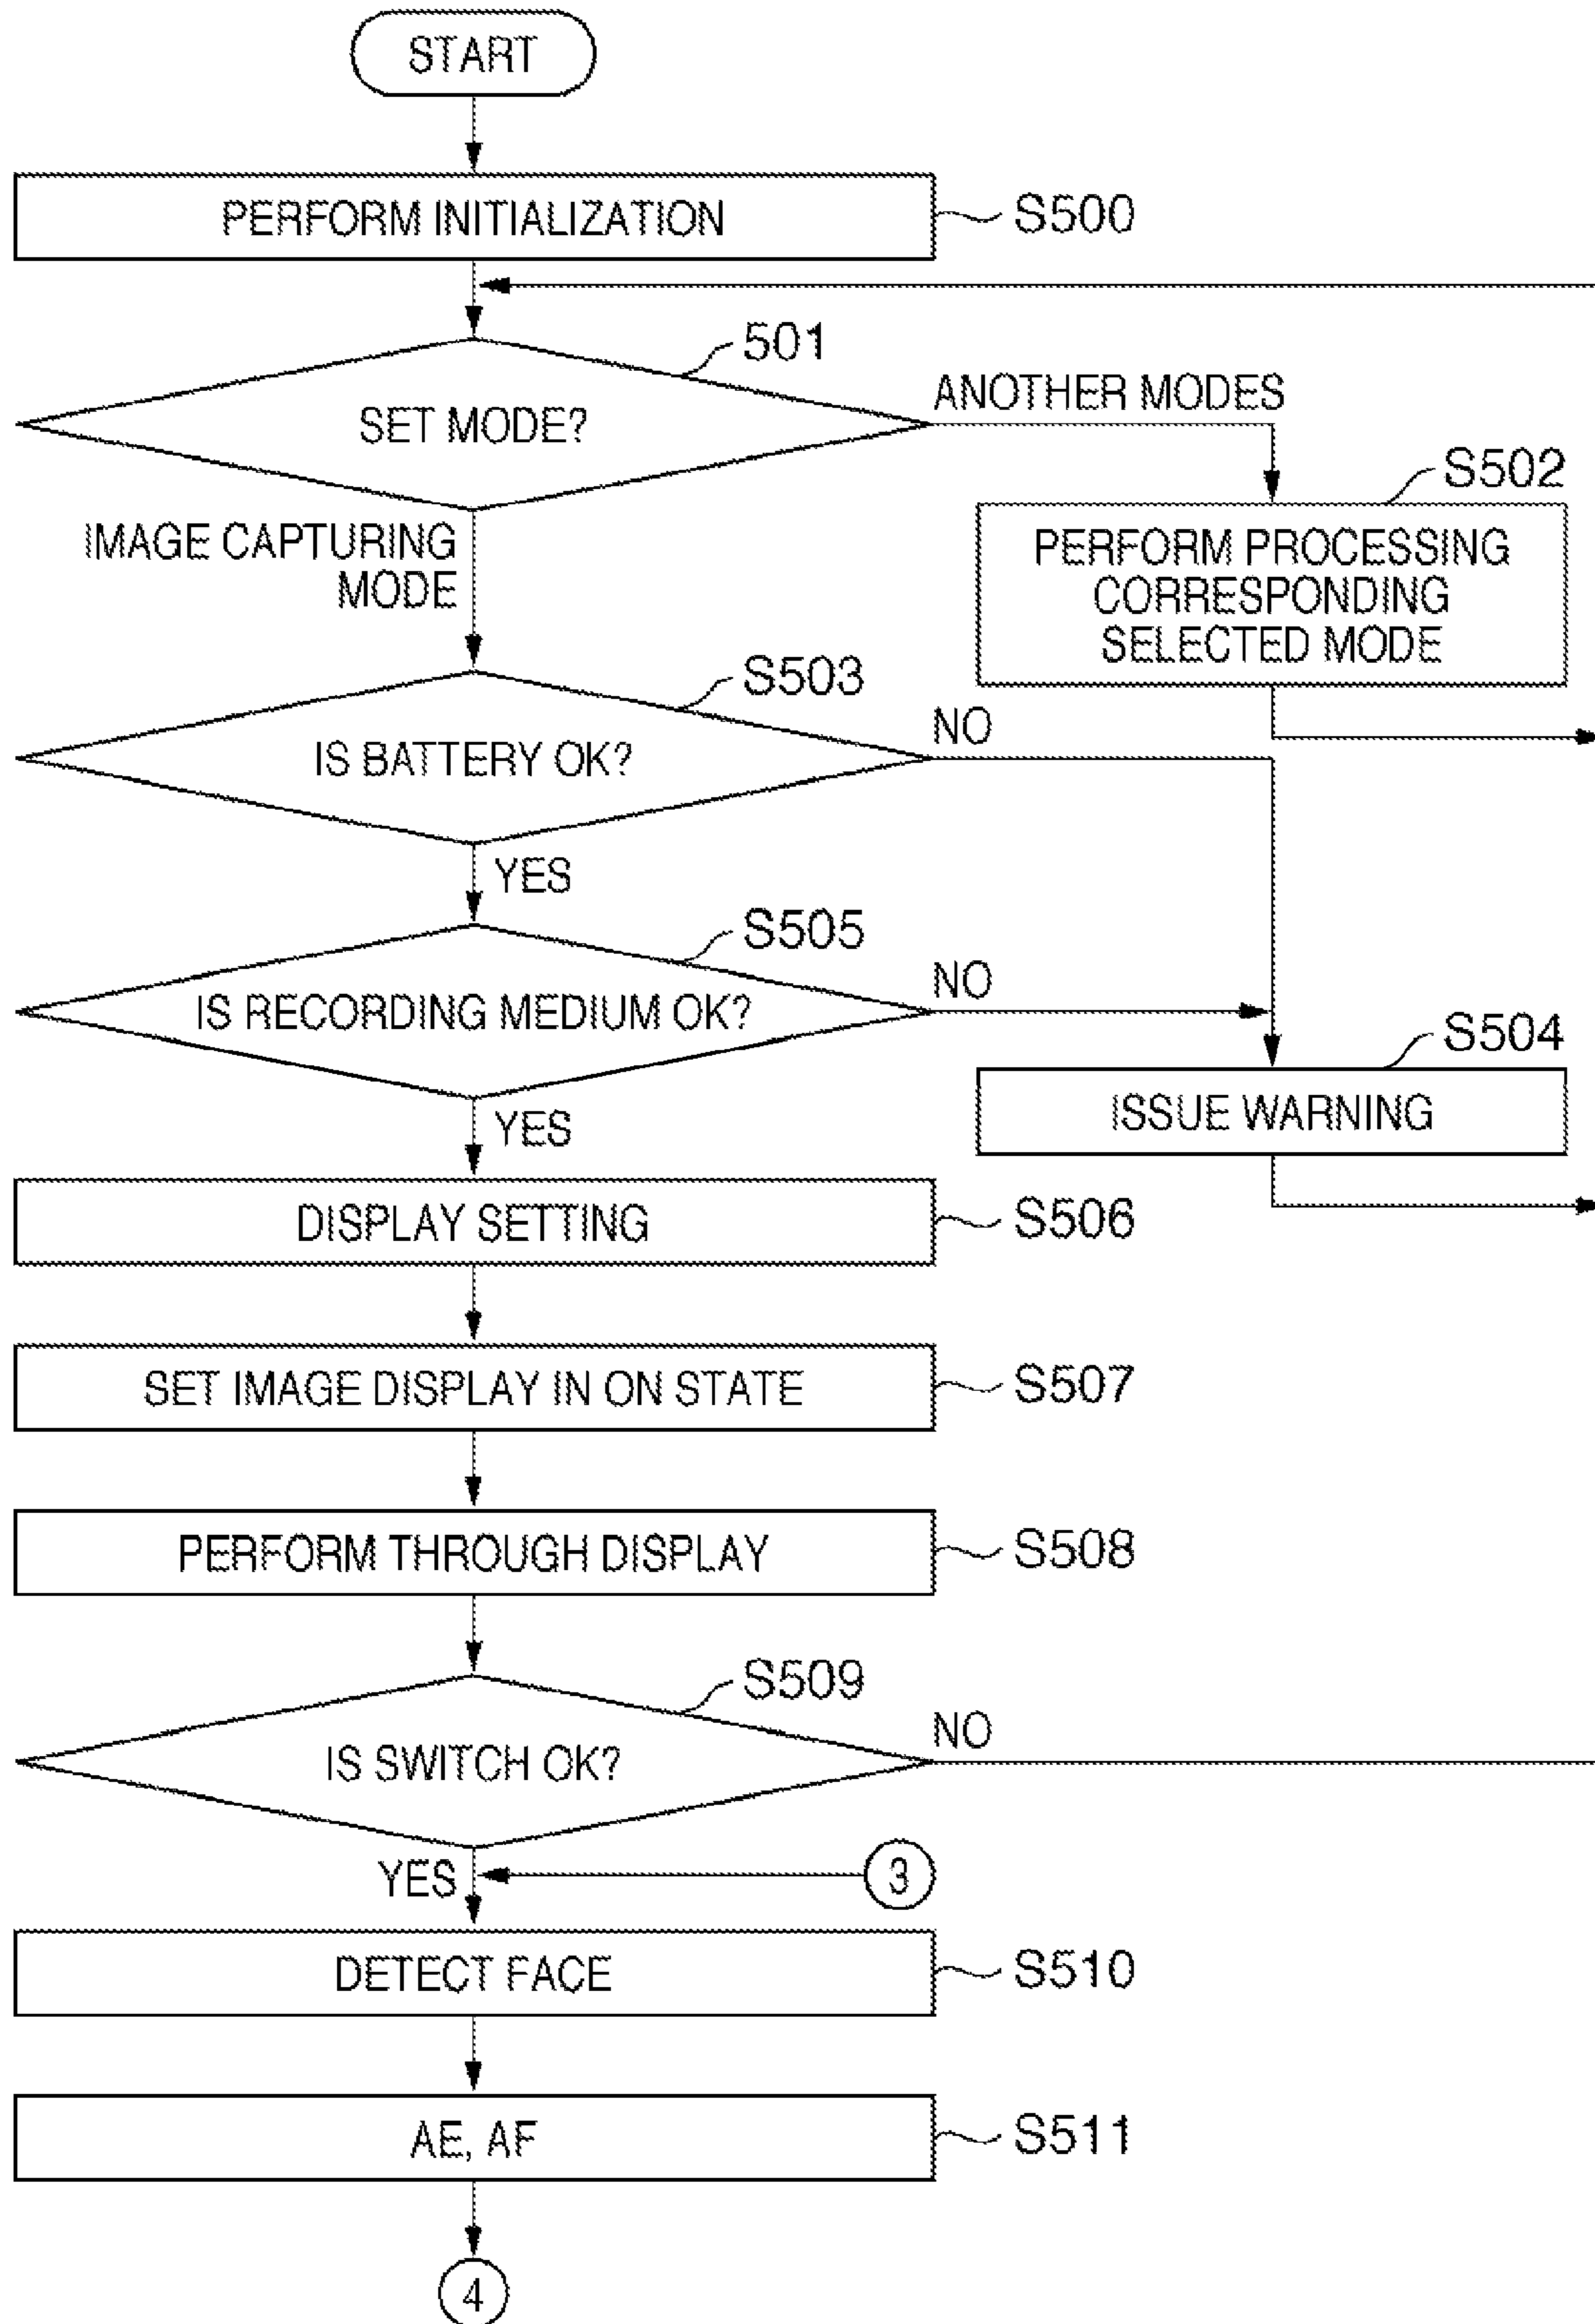 START
PERFORM INITIALIZATION
S500
501
SET MODE?
ANOTHER MODES
S502
IMAGE CAPTURING
MODE
PERFORM PROCESSING
CORRESPONDING
SELECTED MODE
S503
IS BATTERY OK?
NO
YES
S505
IS RECORDING MEDIUM OK?
NO
S504
ISSUE WARNING
YES
DISPLAY SETTING
S506
SET IMAGE DISPLAY IN ON STATE
S507
PERFORM THROUGH DISPLAY
S508
S509
IS SWITCH OK?
NO
YES
3
DETECT FACE
S510
AE, AF
S511
4